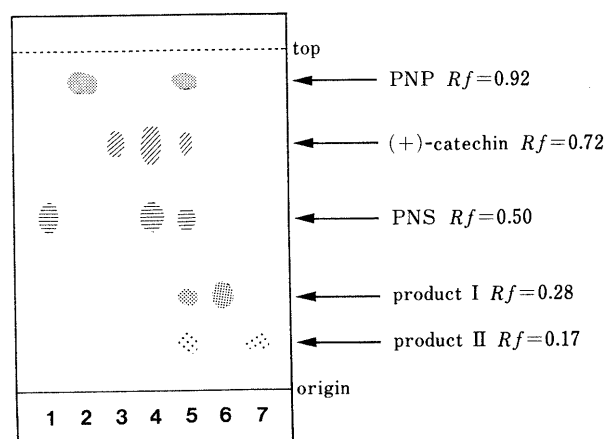 top
PNP Rf=0.92
(+)-catechin Rf=0.72
PNS Rf=0.50
product I Rf=0.28
product II Rf=0.17
origin
1 2 3 4 5 6 7